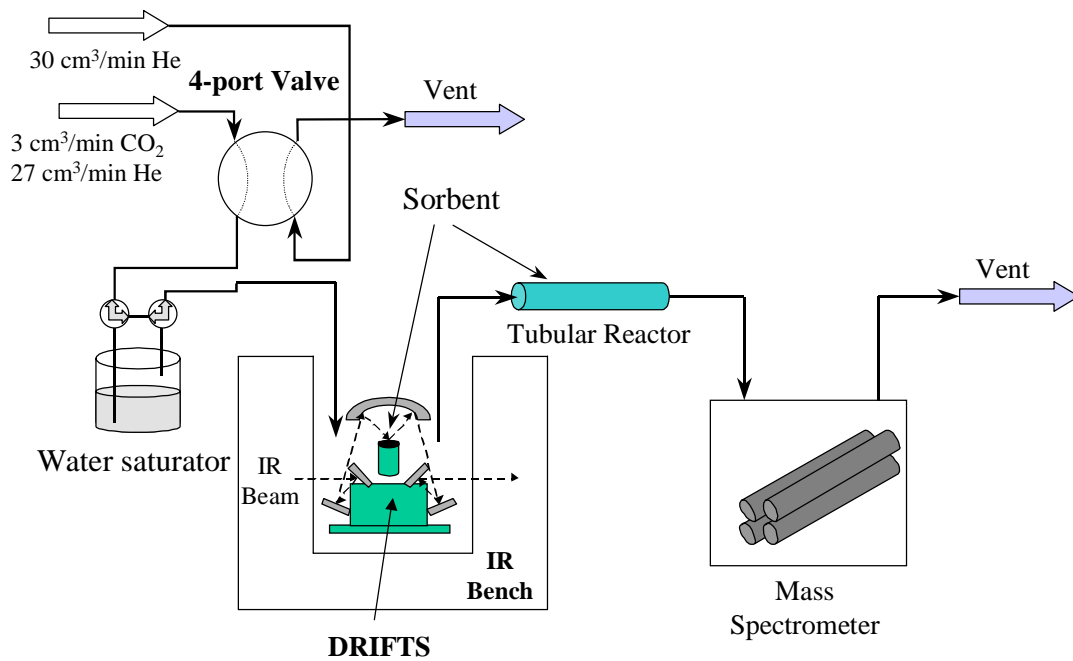 30 cm³/min He
4-port Valve
Vent
3 cm³/min CO₂
27 cm³/min He
Sorbent
Vent
Tubular Reactor
Water saturator
IR
Beam
IR
Bench
DRIFTS
Mass
Spectrometer